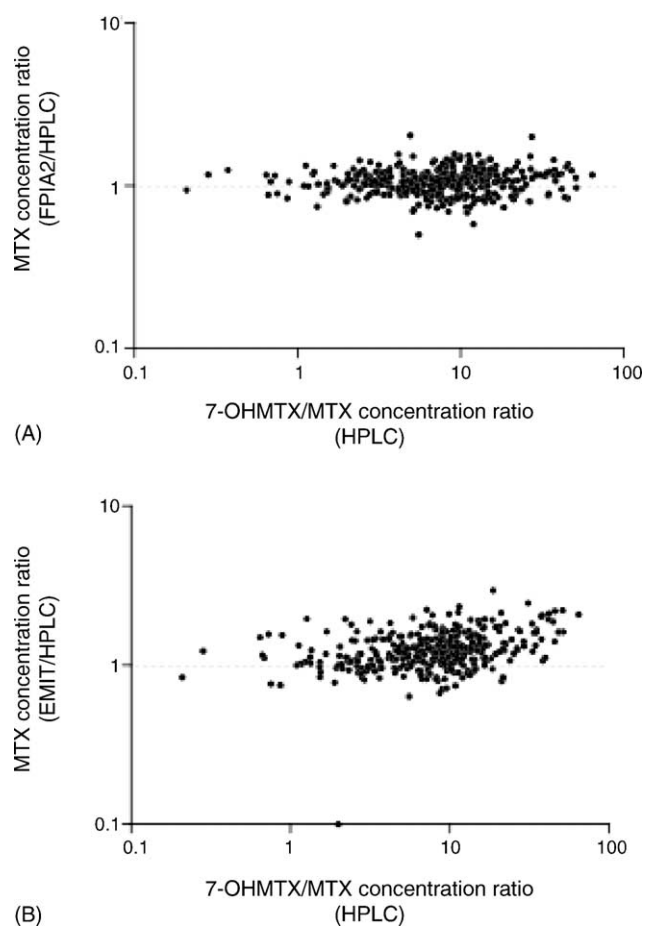 10
1
0.1
MTX concentration ratio
(FPIA2/HPLC)
0.1 1 10 100
7-OHMTX/MTX concentration ratio
(HPLC)
(A)
10
1
0.1
MTX concentration ratio
(EMIT/HPLC)
0.1 1 10 100
7-OHMTX/MTX concentration ratio
(HPLC)
(B)